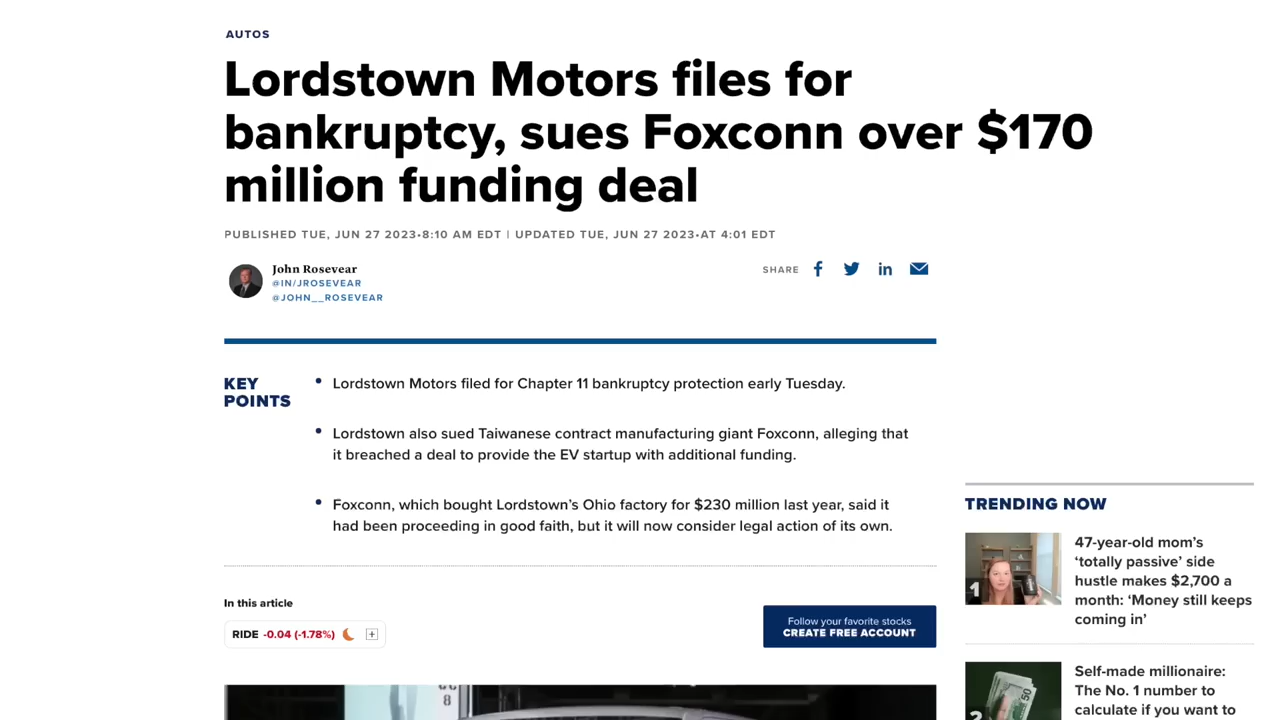 AUTOS
Lordstown Motors files for
bankruptcy, sues Foxconn over $170
million funding deal
PUBLISHED TUE, JUN 27 2023•8:10 AM EDT | UPDATED TUE, JUN 27 2023•AT 4:01 EDT
John Rosevear
@IN/JROSEVEAR
@JOHN__ROSEVEAR
SHARE
KEY
POINTS
• Lordstown Motors filed for Chapter 11 bankruptcy protection early Tuesday.
• Lordstown also sued Taiwanese contract manufacturing giant Foxconn, alleging that
it breached a deal to provide the EV startup with additional funding.
• Foxconn, which bought Lordstown’s Ohio factory for $230 million last year, said it
had been proceeding in good faith, but it will now consider legal action of its own.
In this article
RIDE -0.04 (-1.78%)
Follow your favorite stocks
CREATE FREE ACCOUNT
8
TRENDING NOW
1
47-year-old mom’s
‘totally passive’ side
hustle makes $2,700 a
month: ‘Money still keeps
coming in’
2
50
Self-made millionaire:
The No. 1 number to
calculate if you want to